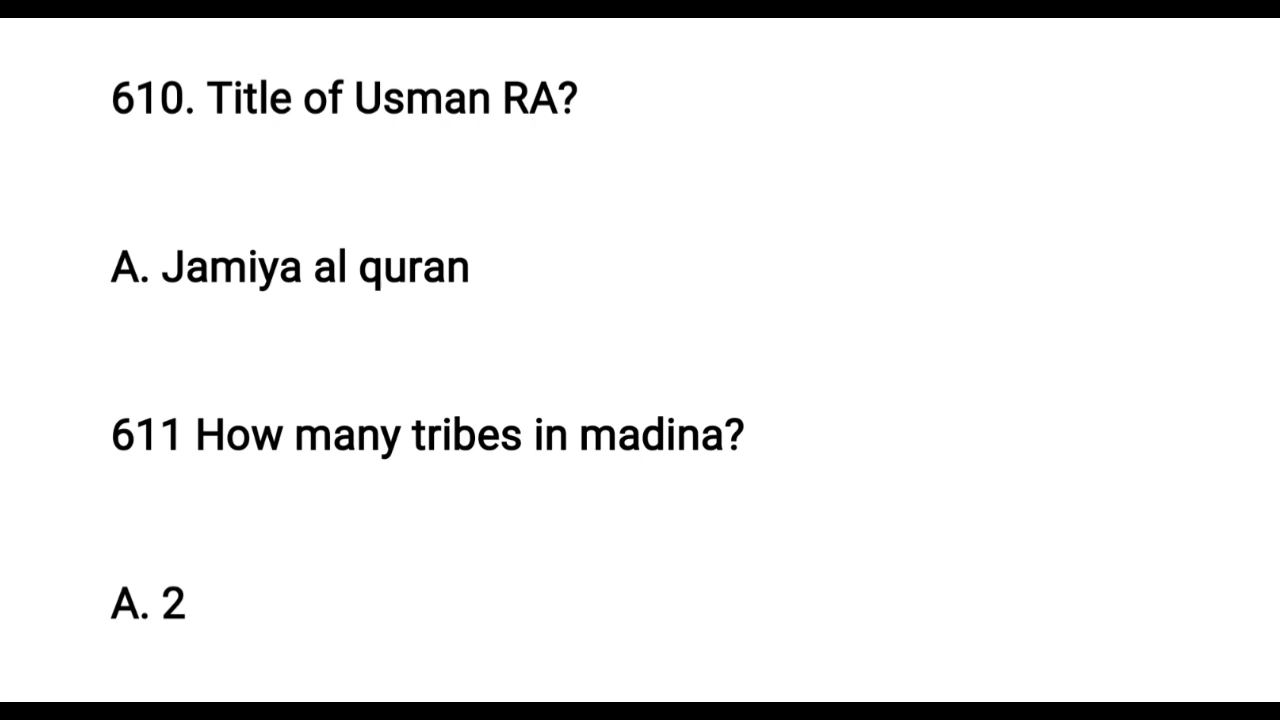 610. Title of Usman RA?
A. Jamiya al quran
611 How many tribes in madina?
A. 2